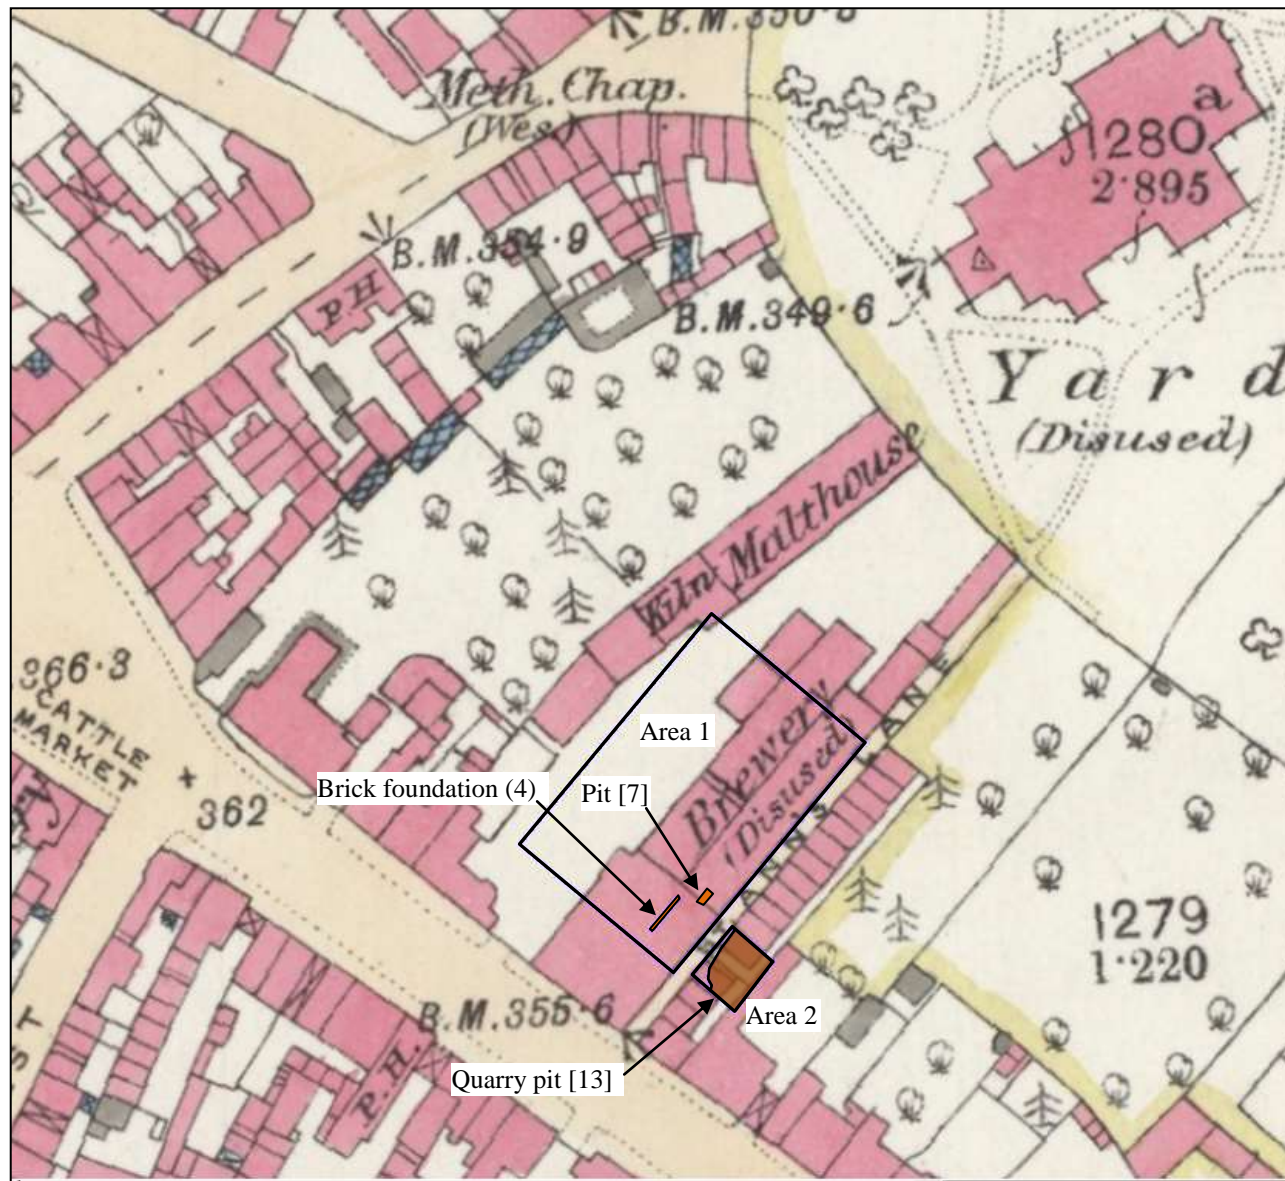 B.M.350·8
Meth. Chap.
(Wes.)
a
1280
2·895
B.M.354·9
P.H
B.M.349·6
Yard
(Disused)
Kiln Malthouse
366·3
CATTLE
MARKET
Area 1
Brick foundation (4)
Pit [7]
Brewery
(Disused)
362
1279
1·220
B.M.355·6
Area 2
P.H.
Quarry pit [13]
ST